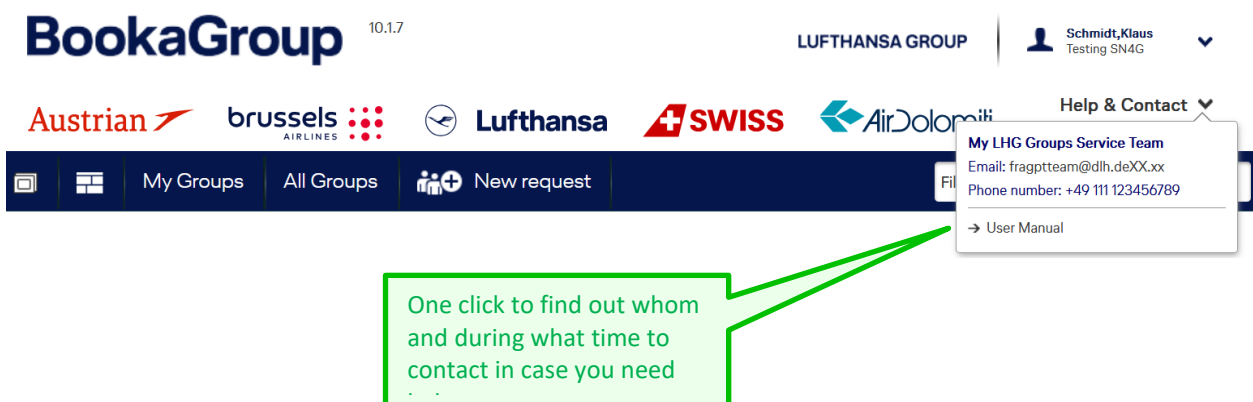 BookaGroup 10.1.7
LUFTHANSA GROUP
Schmidt,Klaus
Testing SN4G
Austrian
brussels
AIRLINES
Lufthansa
SWISS
AirDolomiti
Help & Contact
My LHG Groups Service Team
Email: fragptteam@dlh.deXX.xx
Phone number: +49 111 123456789
→ User Manual
My Groups
All Groups
New request
Fil
One click to find out whom
and during what time to
contact in case you need